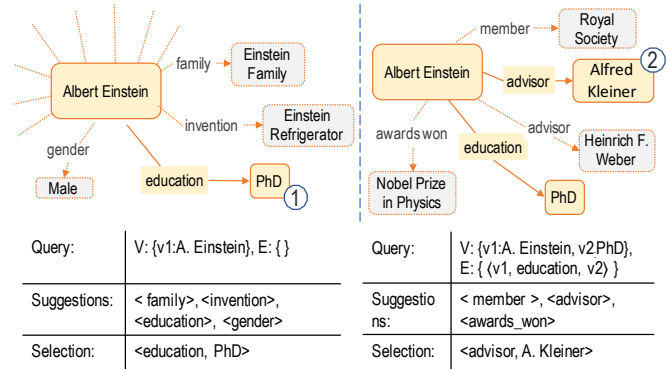 family
Einstein
Family
Albert Einstein
invention
Einstein
Refrigerator
gender
Male
education
PhD
1
member
Royal
Society
Albert Einstein
advisor
Alfred
Kleiner
2
awards won
advisor
education
Heinrich F.
Weber
Nobel Prize
in Physics
PhD
Query:
V: {v1:A. Einstein}, E: { }
Suggestions:
< family>, <invention>,
<education>, <gender>
Selection:
<education, PhD>
Query:
V: {v1:A. Einstein, v2:PhD},
E: { ⟨v1, education, v2⟩ }
Suggestio
ns:
< member >, <advisor>,
<awards_won>
Selection:
<advisor, A. Kleiner>